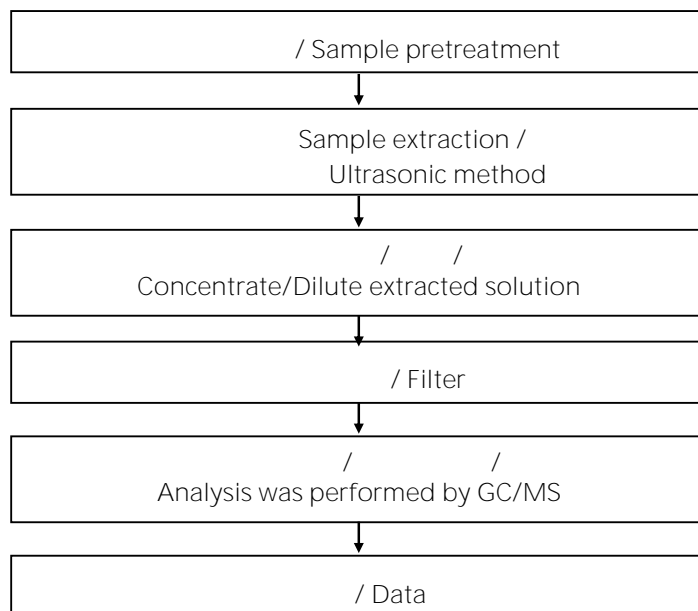 / Sample pretreatment
Sample extraction /
Ultrasonic method
/ /
Concentrate/Dilute extracted solution
/ Filter
/ /
Analysis was performed by GC/MS
/ Data